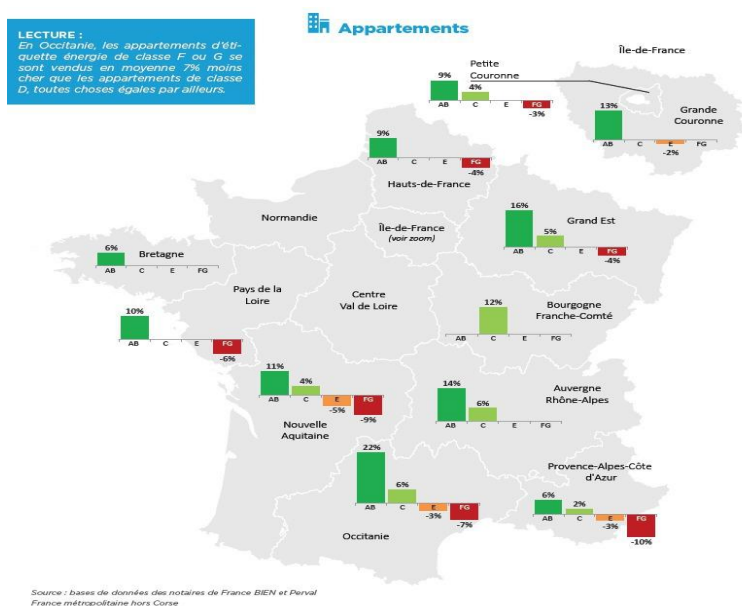 Appartements
LECTURE :
En Occitanie, les appartements d'éti-
quette énergie de classe F ou G se
sont vendus en moyenne 7% moins
cher que les appartements de classe
D, toutes choses égales par ailleurs.
Île-de-France
Petite
Couronne
9%
4%
AB C E FG
-3%
Grande
Couronne
13%
AB C E FG
-2%
9%
AB C E FG
-4%
Hauts-de-France
Normandie
Île-de-France
(voir zoom)
16%
5%
Grand Est
AB C E FG
-4%
6%
Bretagne
AB C E FG
Pays de la
Loire
Centre
Val de Loire
12%
Bourgogne
Franche-Comté
AB C E FG
10%
AB C E FG
-6%
11%
4%
AB C E FG
-5%
-9%
Nouvelle
Aquitaine
14%
6%
AB C E FG
Auvergne
Rhône-Alpes
22%
6%
AB C E FG
-3%
-7%
Occitanie
Provence-Alpes-Côte
d'Azur
6%
2%
AB C E FG
-3%
-10%
Source : bases de données des notaires de France BIEN et Perval
France métropolitaine hors Corse